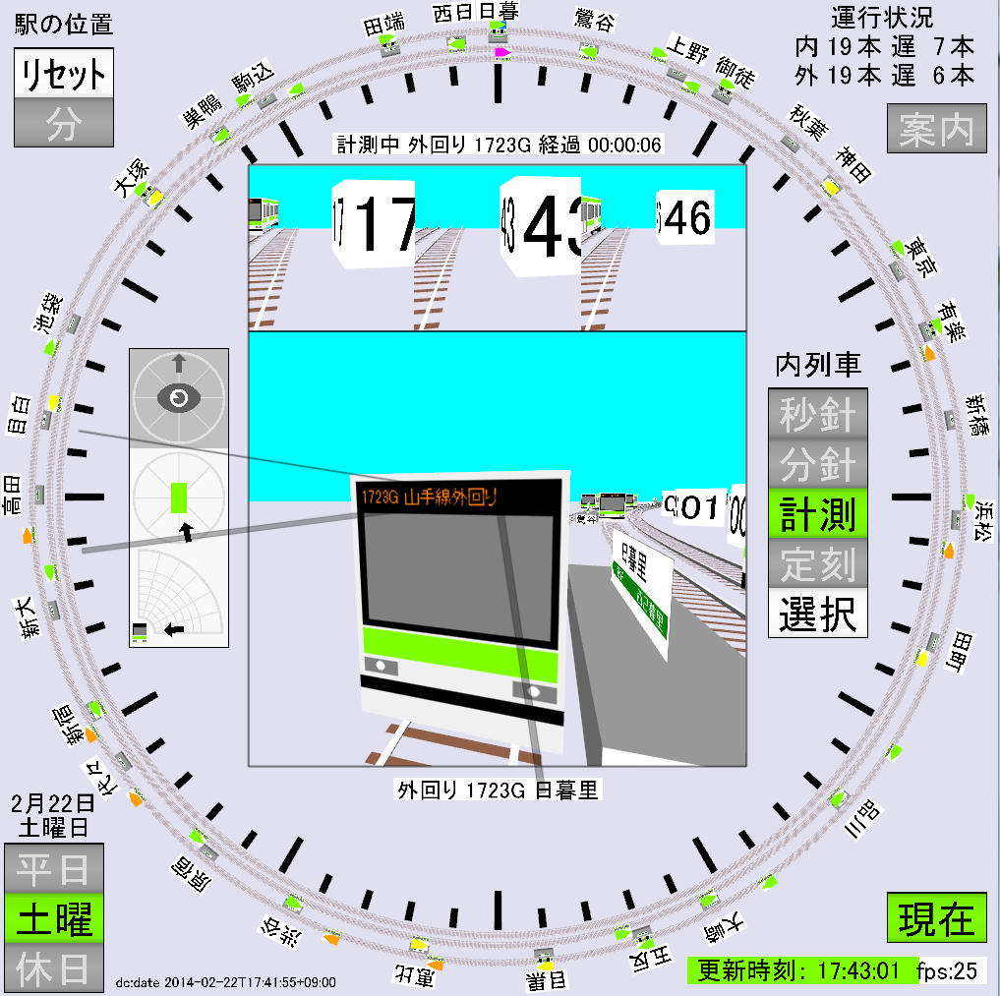 駅の位置
リセット
分
運行状況
内 19 本 遅 7 本
外 19 本 遅 6 本
案内
田端
西日
日暮
鶯谷
上野
御徒
秋葉
神田
東京
有楽
新橋
浜松
田町
品川
大崎
五反
目黒
恵比
渋谷
原宿
代々
新宿
新大
高田
目白
池袋
大塚
巣鴨
駒込
計測中 外回り 1723G 経過 00:00:06
17
17
43
43
46
1723G 山手線外回り
01
日暮里
西日暮里
外回り 1723G 日暮里
内列車
秒針
分針
計測
定刻
選択
2月22日
土曜日
平日
土曜
休日
dc:date 2014-02-22T17:41:55+09:00
現在
更新時刻: 17:43:01 fps:25